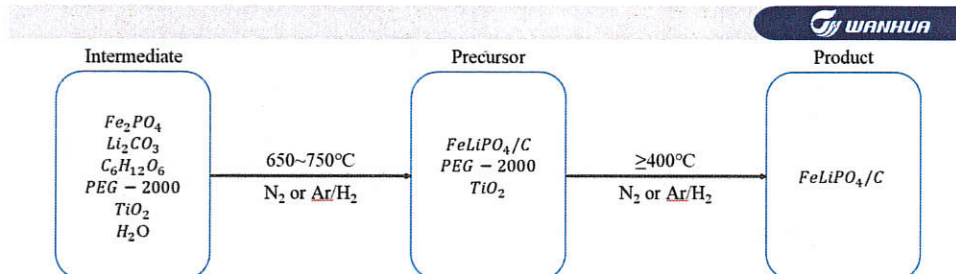 WANHUA
Intermediate
Precursor
Product
Fe₂PO₄
Li₂CO₃
C₆H₁₂O₆
PEG − 2000
TiO₂
H₂O
650~750°C
N₂ or Ar/H₂
FeLiPO₄/C
PEG − 2000
TiO₂
≥400°C
N₂ or Ar/H₂
FeLiPO₄/C